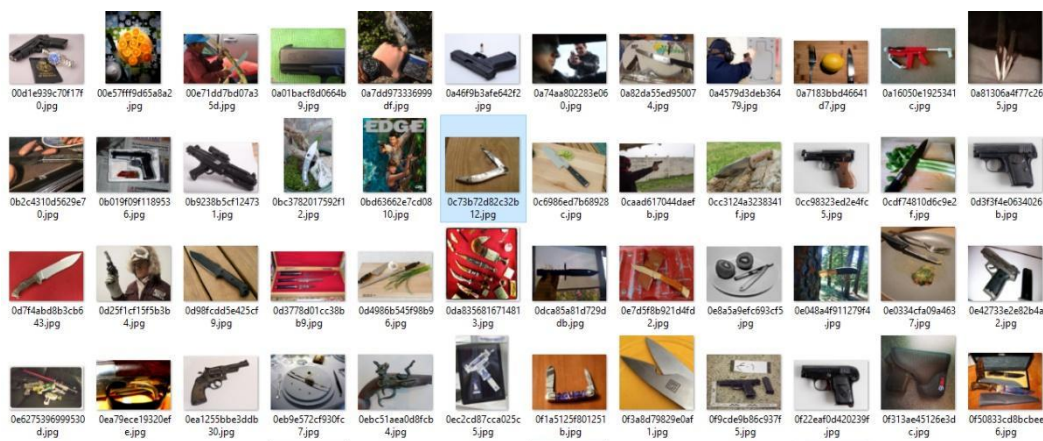 00d1e939c70f17f
0.jpg
00e57fff9d65a8a2
.jpg
00e71dd7bd07a3
5d.jpg
0a01bacf8d0664b
9.jpg
0a7dd973336999
df.jpg
0a46f9b3afe642f2
.jpg
0a74aa802283e06
0.jpg
0a82da55ed95007
4.jpg
0a4579d3deb364
79.jpg
0a7183bbd46641
d7.jpg
0a16050e1925341
c.jpg
0a81306a4f77c26
5.jpg
EDGE
0b2c4310d5629e7
0.jpg
0b019f09f118953
6.jpg
0b9238b5cf12473
1.jpg
0bc3782017592f1
2.jpg
0bd63662e7cd08
10.jpg
0c73b72d82c32b
12.jpg
0c6986ed7b68928
c.jpg
0caad617044daef
b.jpg
0cc3124a3238341
f.jpg
0cc98323ed2e4fc
5.jpg
0cdf74810d6c9e2
f.jpg
0d3f3f4e0634026
b.jpg
0d7f4abd8b3cb6
43.jpg
0d25f1cf15f5b3b
4.jpg
0d98fcdd5e425cf
9.jpg
0d3778d01cc38b
b9.jpg
0d4986b545f98b9
6.jpg
0da835681671481
3.jpg
0dca85a81d729d
db.jpg
0e7d5f8b921d4fd
2.jpg
0e8a5a9efc693cf5
.jpg
0e048a4f911279f4
.jpg
0e0334cfa09a463
7.jpg
0e42733e2e82b4a
2.jpg
0e6275396999530
d.jpg
0ea79ece19320ef
e.jpg
0ea1255bbe3ddb
30.jpg
0eb9e572cf930fc
7.jpg
0ebc51aea0d8fcb
4.jpg
0ec2cd87cca025c
5.jpg
0f1a5125f801251
b.jpg
0f3a8d79829e0af
1.jpg
0f9cde9b86c937f
5.jpg
0f22eaf0d420239f
.jpg
0f313ae45126e3d
c.jpg
0f50833cd8bcbee
6.jpg